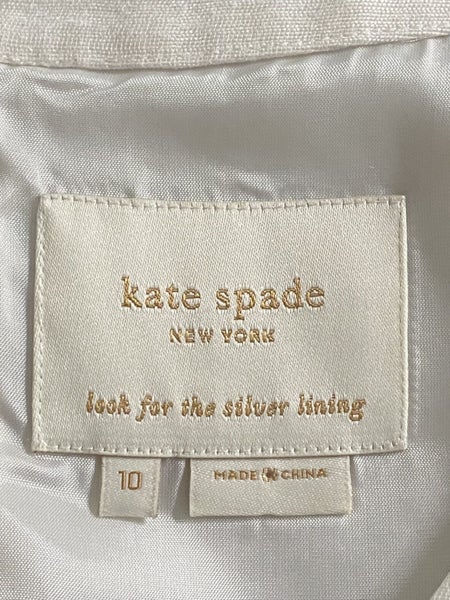 kate spade
NEW YORK
look for the silver lining
10
MADE IN CHINA